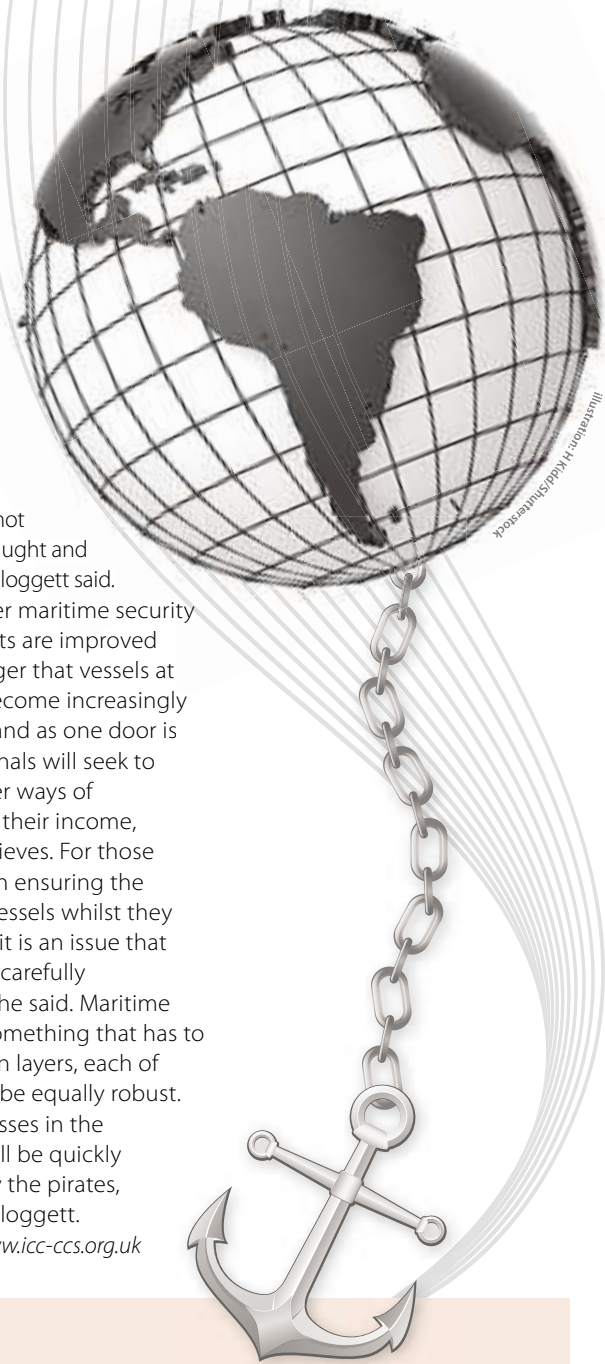 not
ught and
loggett said.
er maritime security
ts are improved
ger that vessels at
ecome increasingly
and as one door is
nals will seek to
er ways of
their income,
ieves. For those
n ensuring the
essels whilst they
it is an issue that
carefully
he said. Maritime
omething that has to
n layers, each of
be equally robust.
sses in the
ll be quickly
y the pirates,
loggett.
ww.icc-ccs.org.uk
illustration: H Kidd/Shutterstock